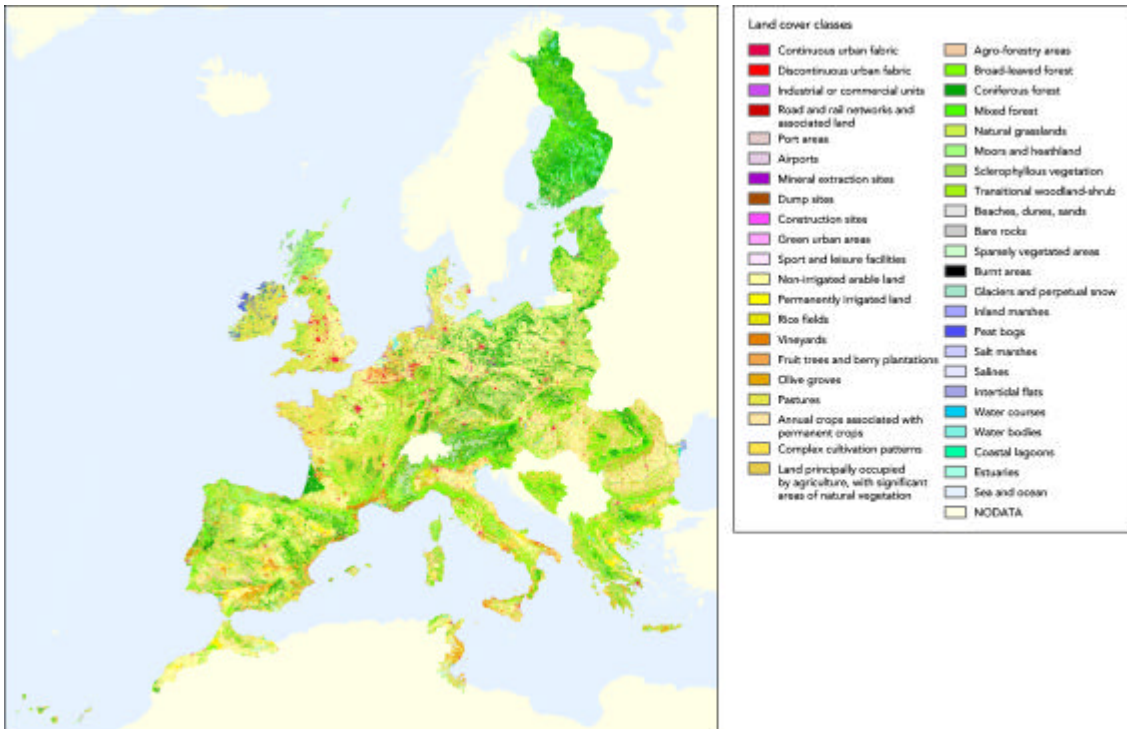 Land cover classes
Continuous urban fabric
Discontinuous urban fabric
Industrial or commercial units
Road and rail networks and
associated land
Port areas
Airports
Mineral extraction sites
Dump sites
Construction sites
Green urban areas
Sport and leisure facilities
Non-irrigated arable land
Permanently irrigated land
Rice fields
Vineyards
Fruit trees and berry plantations
Olive groves
Pastures
Annual crops associated with
permanent crops
Complex cultivation patterns
Land principally occupied
by agriculture, with significant
areas of natural vegetation
Agro-forestry areas
Broad-leaved forest
Coniferous forest
Mixed forest
Natural grasslands
Moors and heathland
Sclerophyllous vegetation
Transitional woodland-shrub
Beaches, dunes, sands
Bare rocks
Sparsely vegetated areas
Burnt areas
Glaciers and perpetual snow
Inland marshes
Peat bogs
Salt marshes
Salines
Intertidal flats
Water courses
Water bodies
Coastal lagoons
Estuaries
Sea and ocean
NODATA